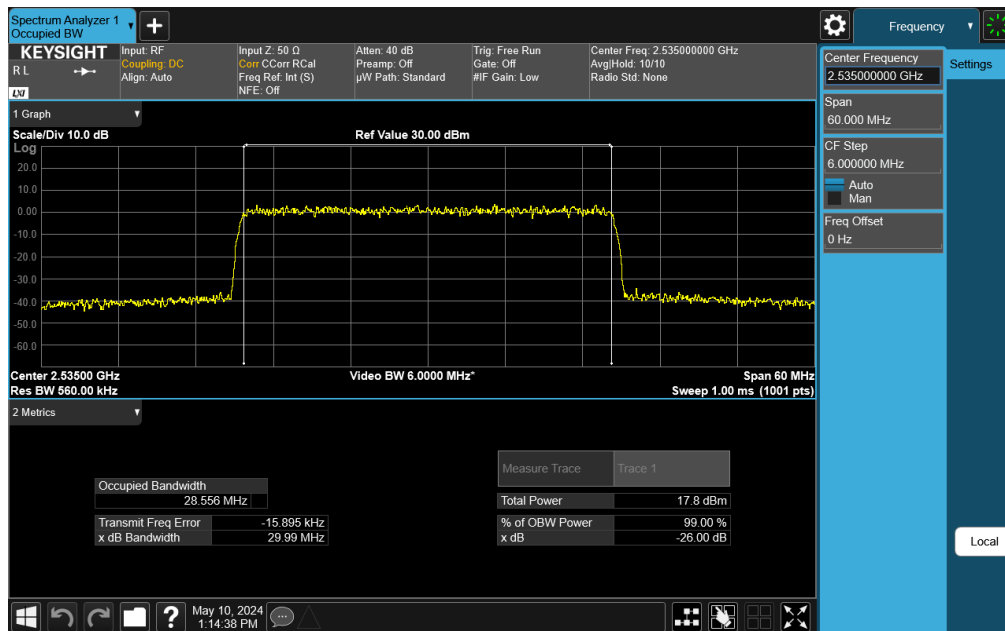 Spectrum Analyzer 1
Occupied BW
Frequency
KEYSIGHT
R L
LXI
Input: RF
Coupling: DC
Align: Auto
Input Z: 50 Ω
Corr CCorr RCal
Freq Ref: Int (S)
NFE: Off
Atten: 40 dB
Preamp: Off
µW Path: Standard
Trig: Free Run
Gate: Off
#IF Gain: Low
Center Freq: 2.535000000 GHz
Avg|Hold: 10/10
Radio Std: None
Center Frequency
2.535000000 GHz
Settings
Span
60.000 MHz
CF Step
6.000000 MHz
Auto
Man
Freq Offset
0 Hz
1 Graph
Scale/Div 10.0 dB
Ref Value 30.00 dBm
Log
20.0
10.0
0.00
-10.0
-20.0
-30.0
-40.0
-50.0
-60.0
Center 2.53500 GHz
Video BW 6.0000 MHz*
Span 60 MHz
Res BW 560.00 kHz
Sweep 1.00 ms (1001 pts)
2 Metrics
Measure Trace
Trace 1
Occupied Bandwidth
28.556 MHz
Total Power
17.8 dBm
Transmit Freq Error
-15.895 kHz
% of OBW Power
99.00 %
x dB Bandwidth
29.99 MHz
x dB
-26.00 dB
Local
?
May 10, 2024
1:14:38 PM